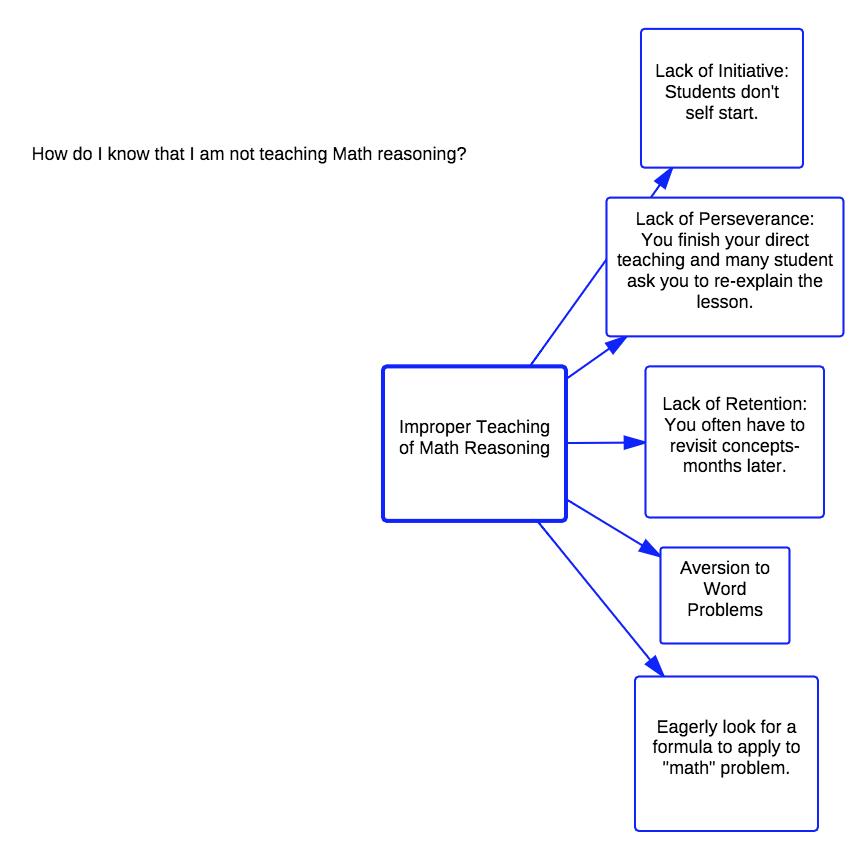 How do I know that I am not teaching Math reasoning?
Lack of Initiative:
Students don't
self start.
Lack of Perseverance:
You finish your direct
teaching and many student
ask you to re-explain the
lesson.
Improper Teaching
of Math Reasoning
Lack of Retention:
You often have to
revisit concepts-
months later.
Aversion to
Word
Problems
Eagerly look for a
formula to apply to
"math" problem.